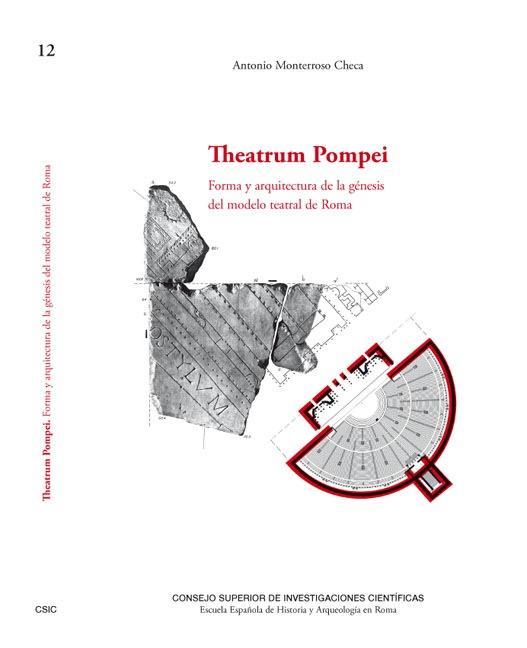 12
Antonio Monterroso Checa
Theatrum Pompei
Forma y arquitectura de la génesis
del modelo teatral de Roma
Theatrum Pompei. Forma y arquitectura de la génesis del modelo teatral de Roma
OSTYLVM
CONSEJO SUPERIOR DE INVESTIGACIONES CIENTÍFICAS
Escuela Española de Historia y Arqueología en Roma
CSIC